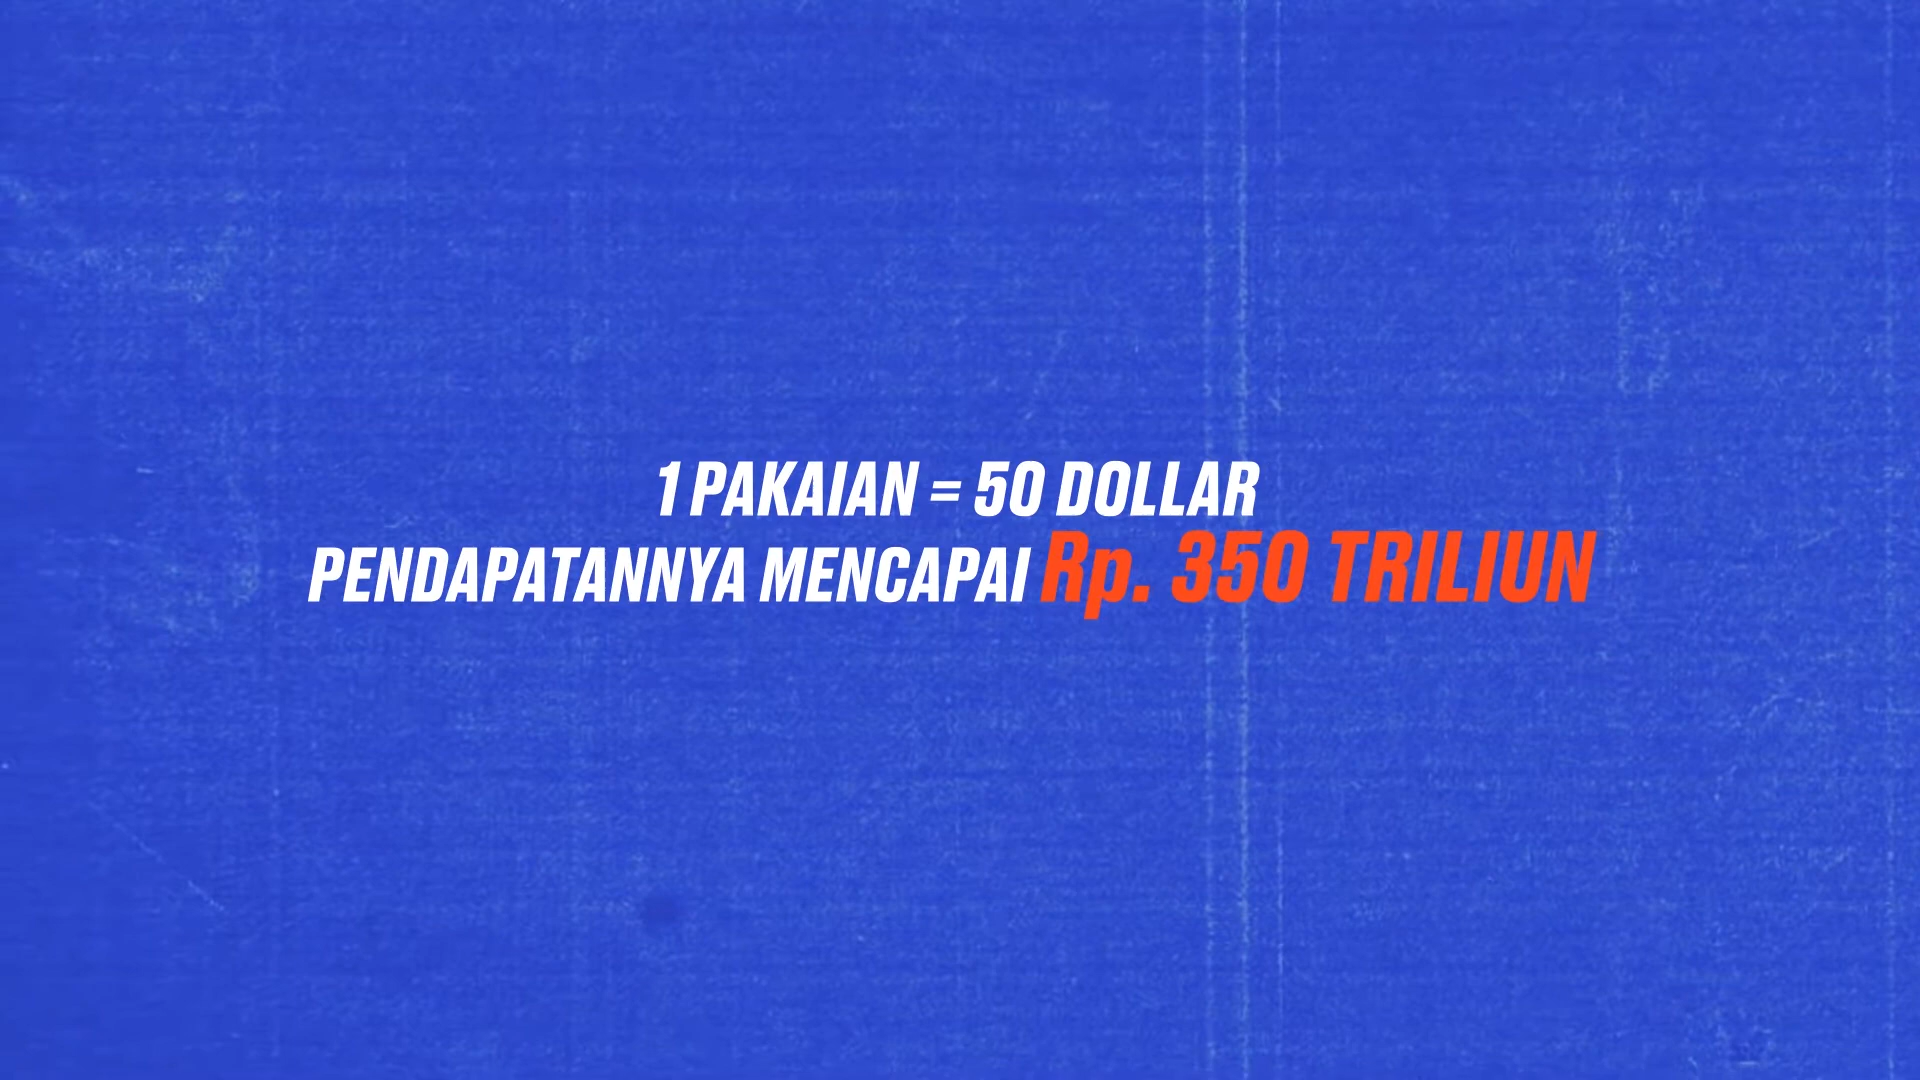 1 PAKAIAN = 50 DOLLAR
PENDAPATANNYA MENCAPAI Rp. 350 TRILIUN